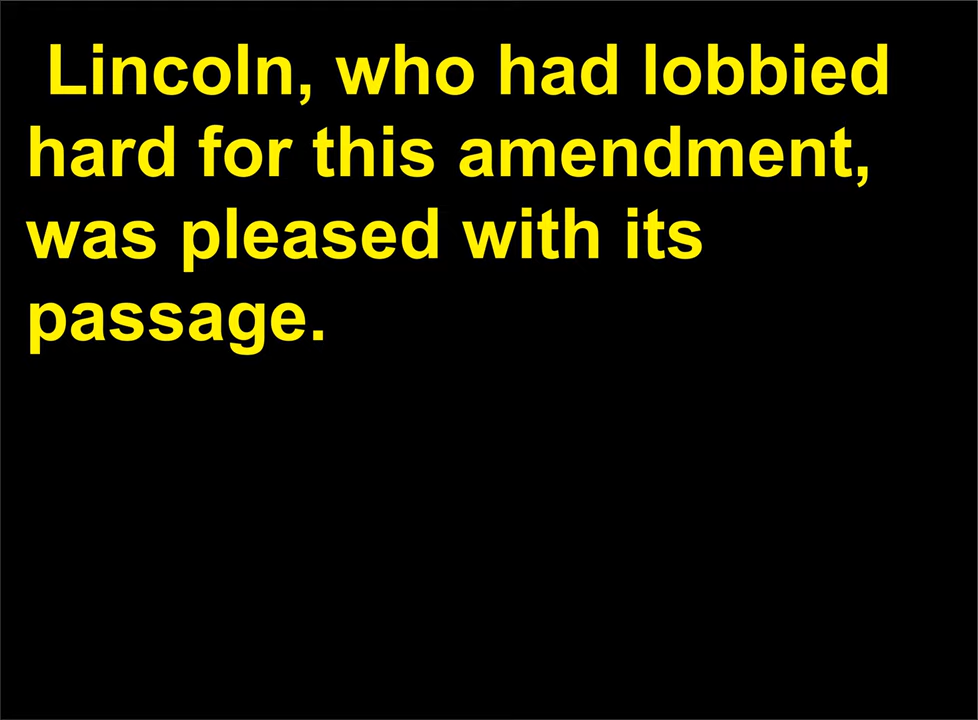 Lincoln, who had lobbied
hard for this amendment,
was pleased with its
passage.